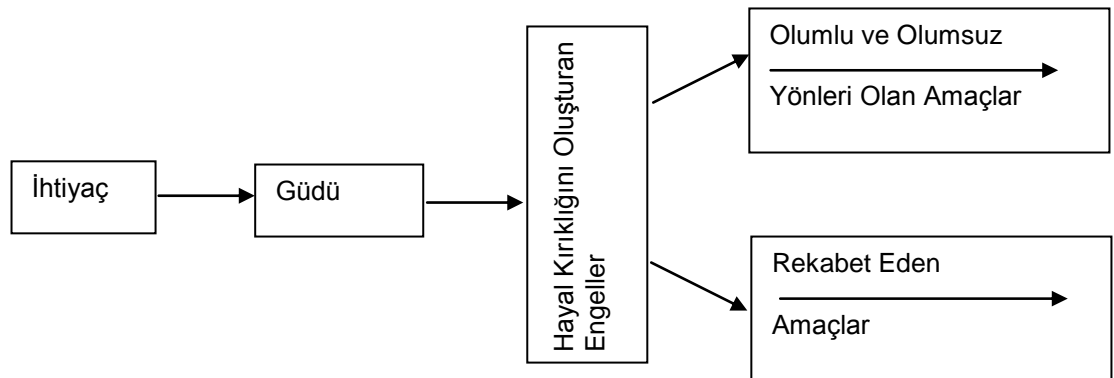 İhtiyaç
Güdü
Hayal Kırıklığını Oluşturan
Engeller
Olumlu ve Olumsuz
Yönleri Olan Amaçlar
Rekabet Eden
Amaçlar